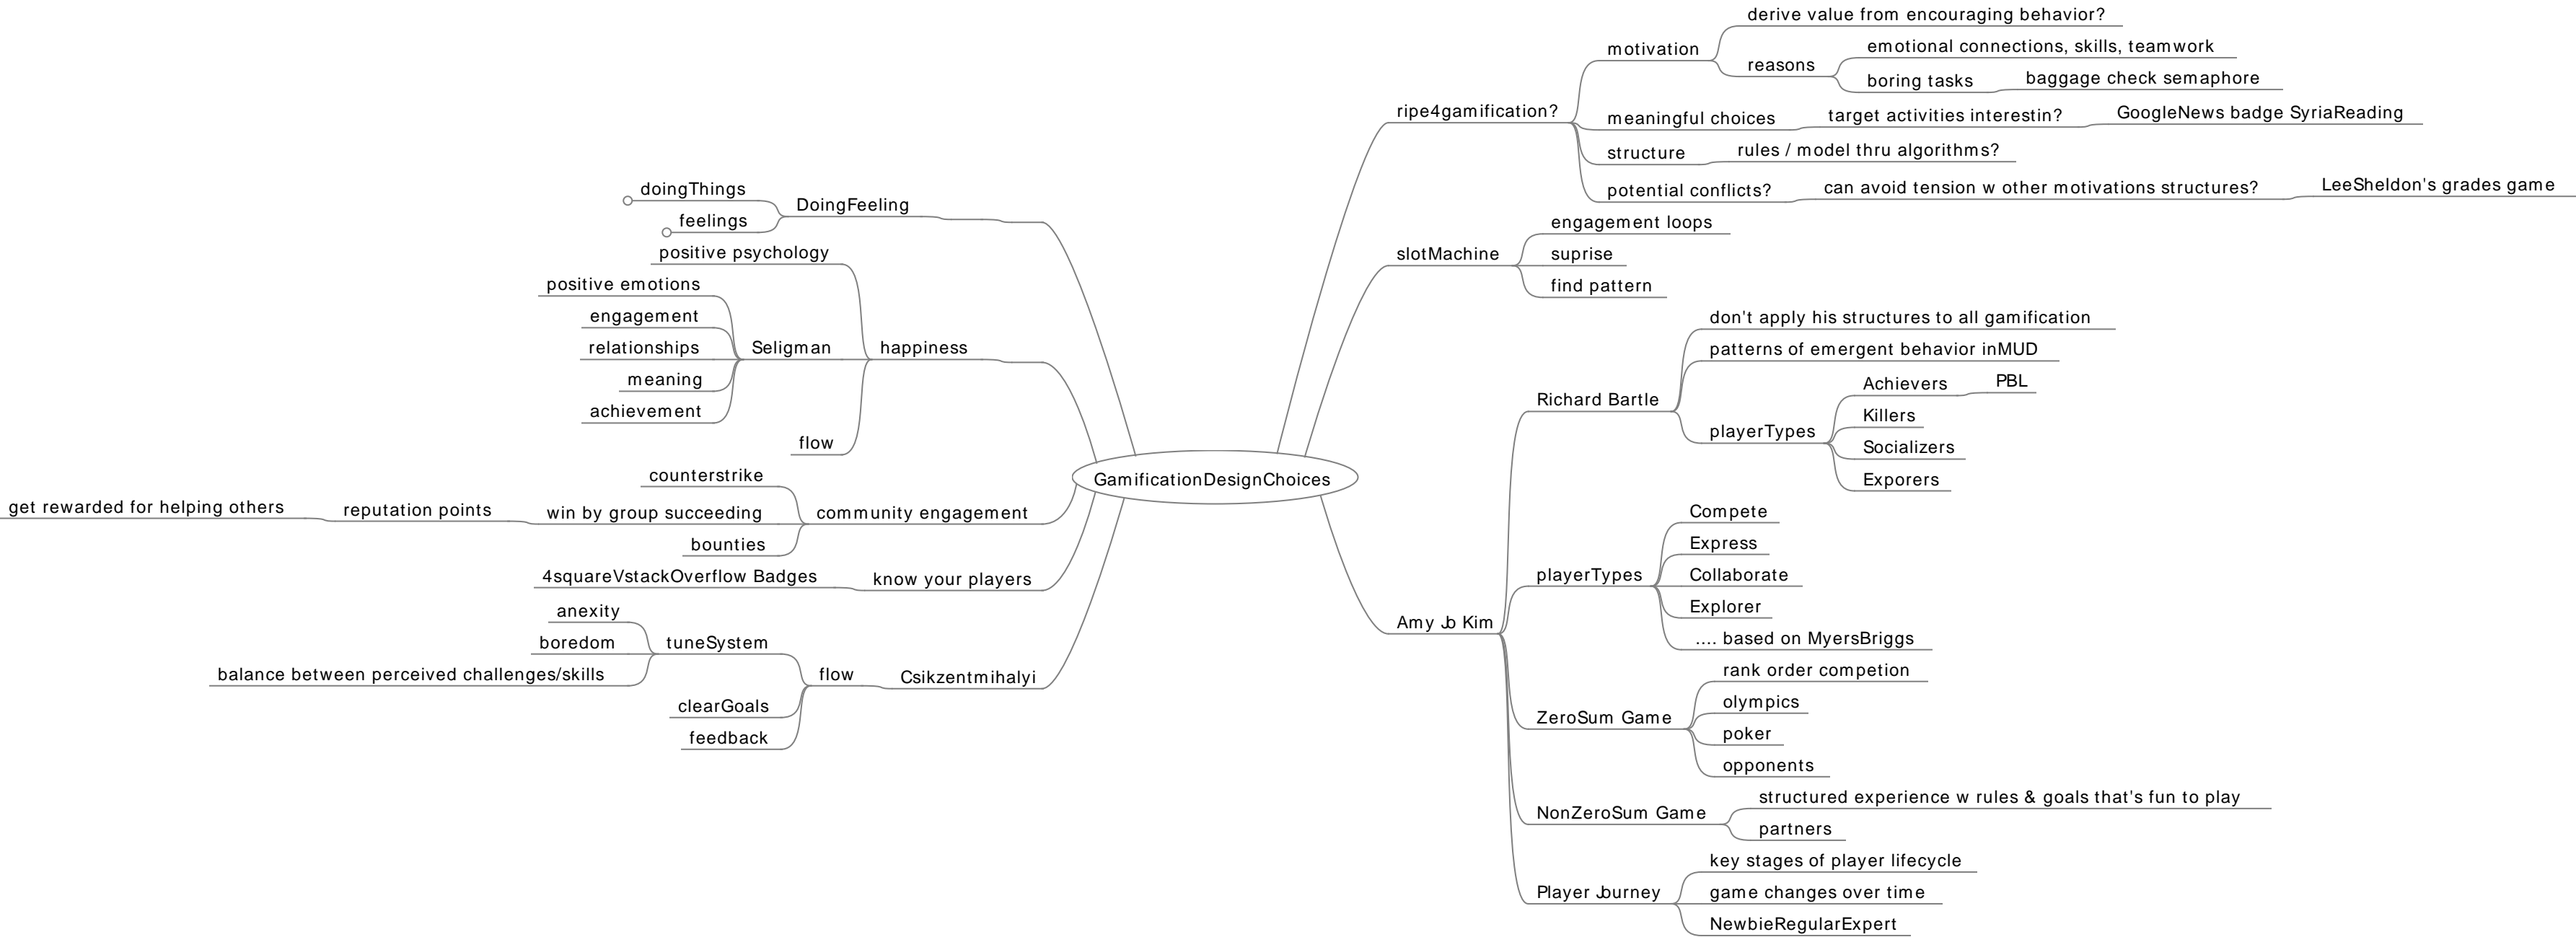 GamificationDesignChoices
ripe4gamification?
motivation
derive value from encouraging behavior?
reasons
emotional connections, skills, teamwork
boring tasks
baggage check semaphore
meaningful choices
target activities interestin?
GoogleNews badge SyriaReading
structure
rules / model thru algorithms?
potential conflicts?
can avoid tension w other motivations structures?
LeeSheldon's grades game
slotMachine
engagement loops
suprise
find pattern
Amy Jo Kim
Richard Bartle
don't apply his structures to all gamification
patterns of emergent behavior inMUD
playerTypes
Achievers
PBL
Killers
Socializers
Exporers
playerTypes
Compete
Express
Collaborate
Explorer
.... based on MyersBriggs
ZeroSum Game
rank order competion
olympics
poker
opponents
NonZeroSum Game
structured experience w rules & goals that's fun to play
partners
Player Journey
key stages of player lifecycle
game changes over time
NewbieRegularExpert
DoingFeeling
doingThings
feelings
happiness
positive psychology
Seligman
positive emotions
engagement
relationships
meaning
achievement
flow
community engagement
counterstrike
win by group succeeding
reputation points
get rewarded for helping others
bounties
know your players
4squareVstackOverflow Badges
Csikzentmihalyi
flow
tuneSystem
anexity
boredom
balance between perceived challenges/skills
clearGoals
feedback